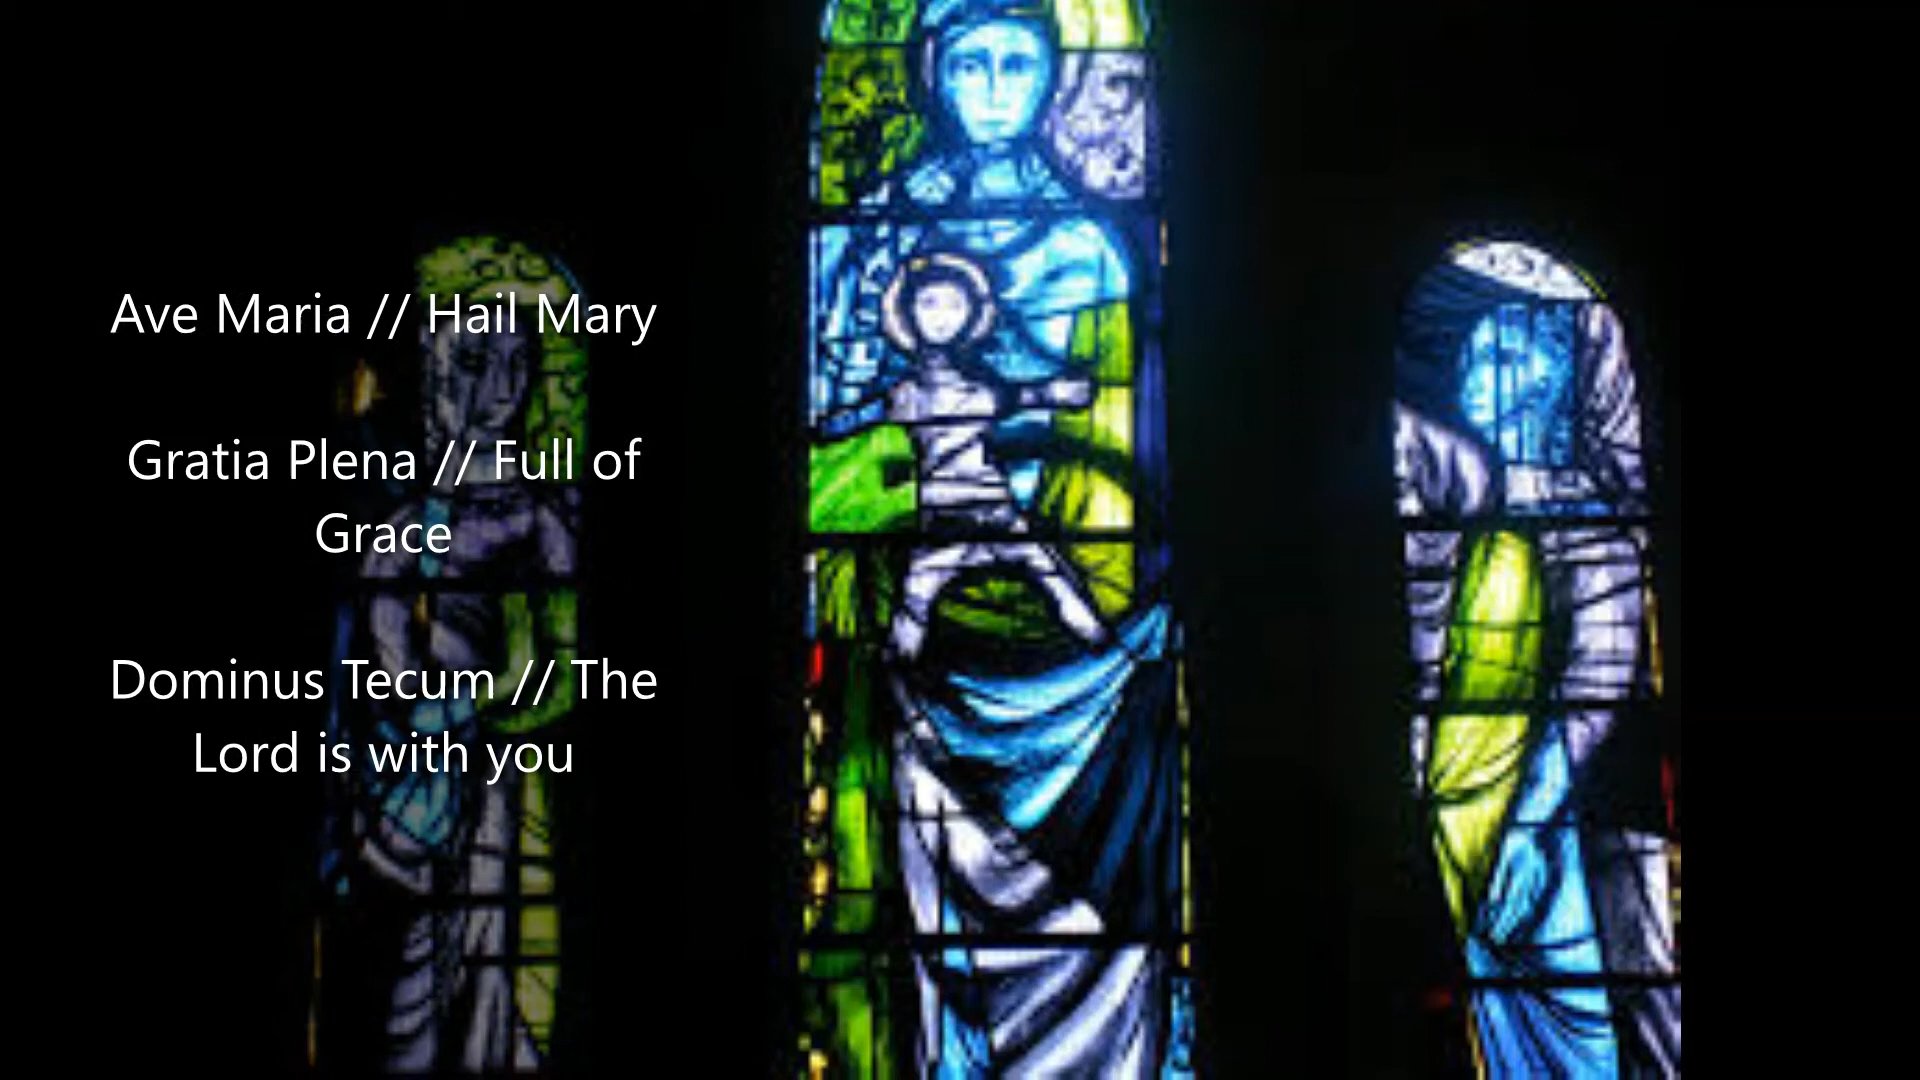 Ave Maria // Hail Mary
Gratia Plena // Full of
Grace
Dominus Tecum // The
Lord is with you